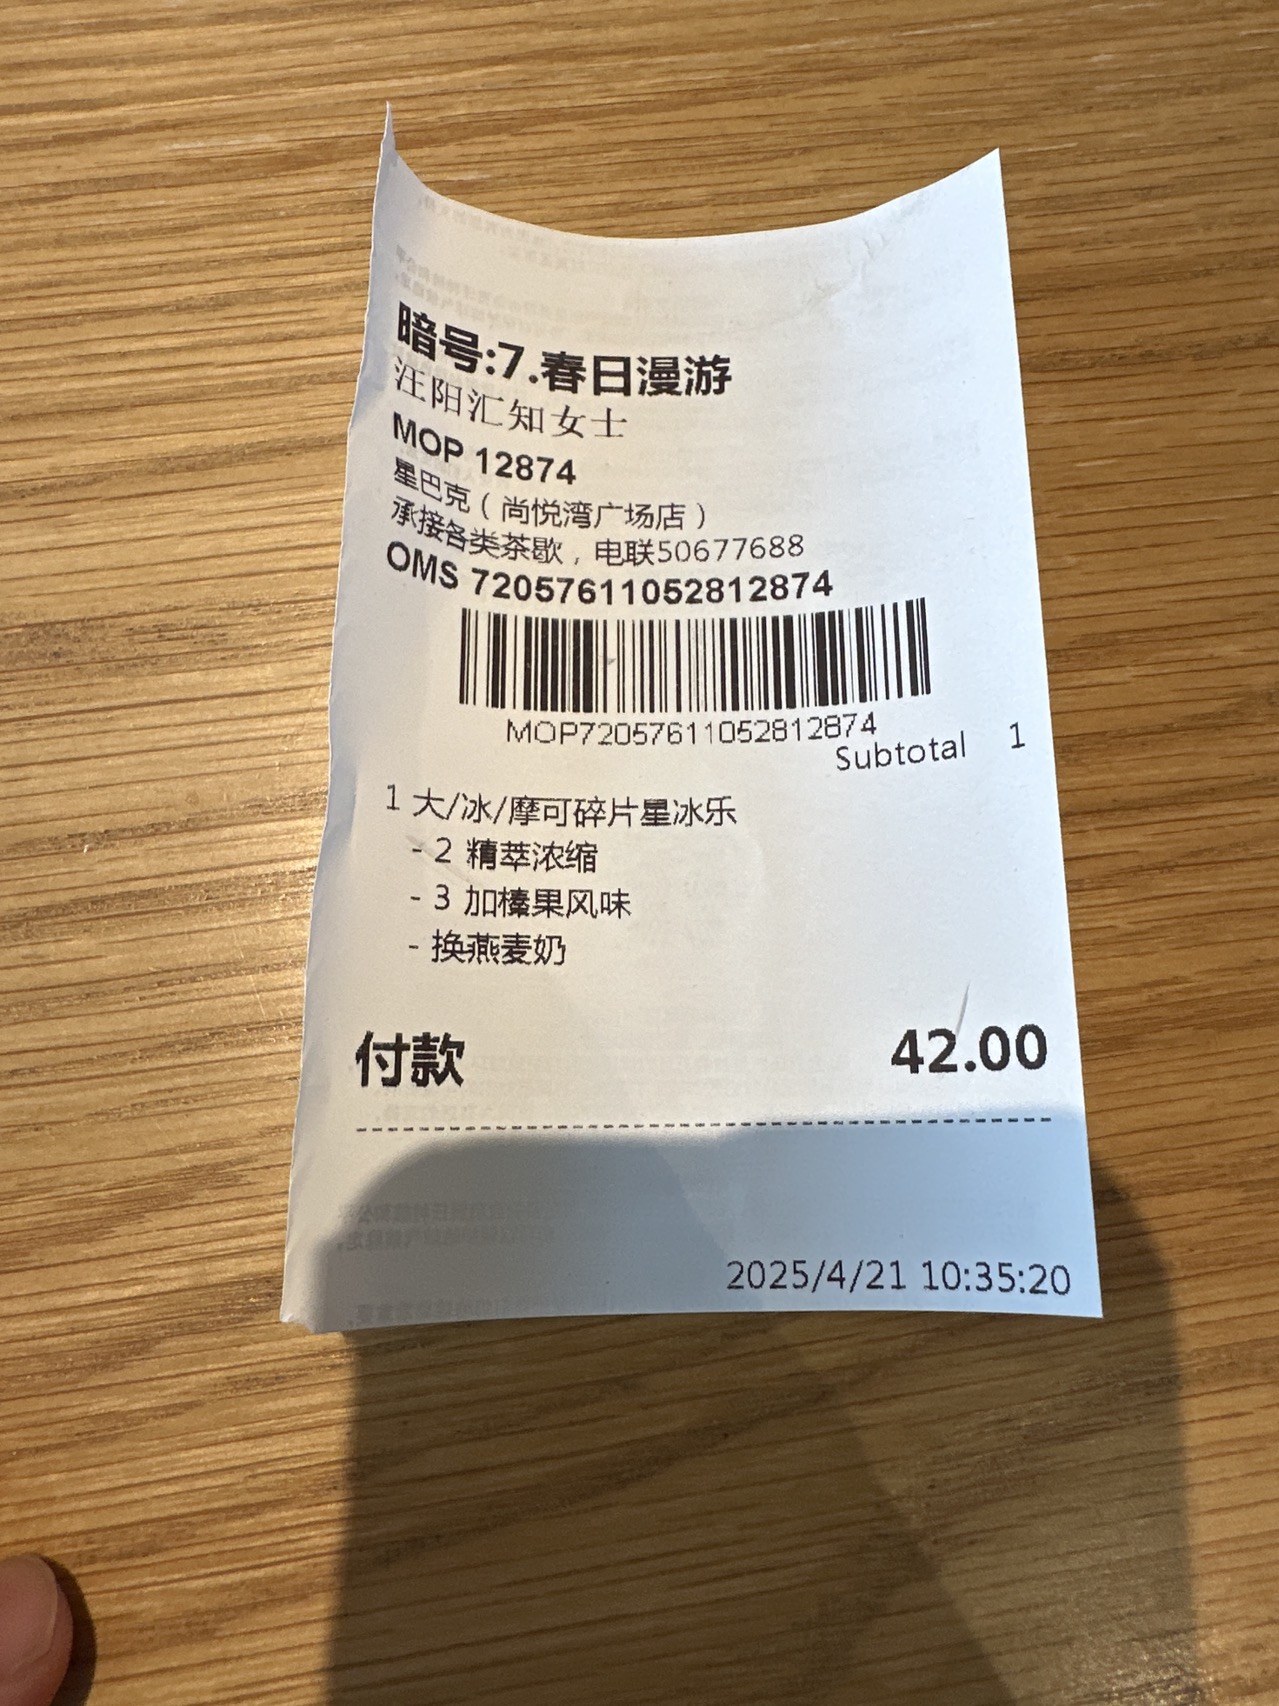 暗号:7.春日漫游
汪阳汇知女士
MOP 12874
星巴克（尚悦湾广场店）
承接各类茶歇，电联50677688
OMS 72057611052812874
MOP72057611052812874
Subtotal 1
1 大/冰/摩可碎片星冰乐
- 2 精萃浓缩
- 3 加榛果风味
- 换燕麦奶
付款 42.00
2025/4/21 10:35:20